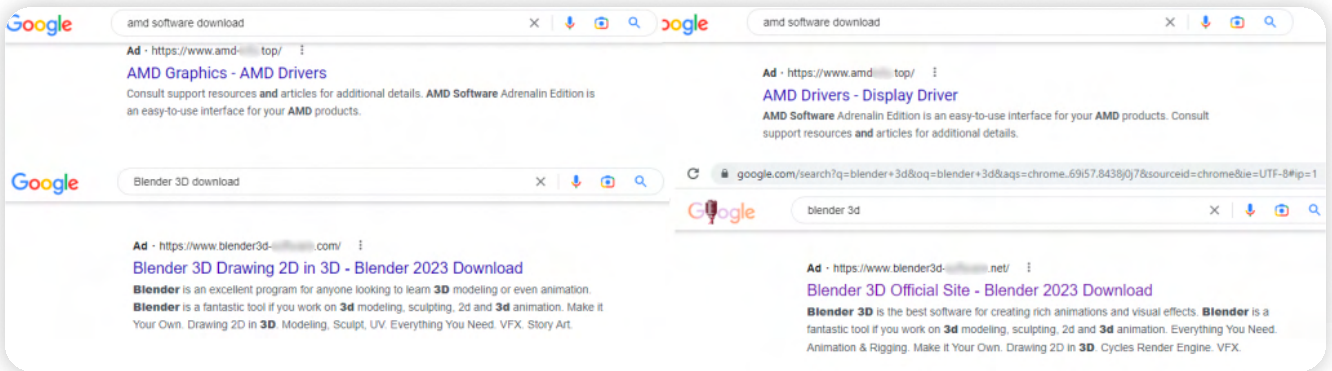 Google
amd software download
Ad · https://www.amd- top/
AMD Graphics - AMD Drivers
Consult support resources and articles for additional details. AMD Software Adrenalin Edition is
an easy-to-use interface for your AMD products.
oogle
amd software download
Ad · https://www.amd top/
AMD Drivers - Display Driver
AMD Software Adrenalin Edition is an easy-to-use interface for your AMD products. Consult
support resources and articles for additional details.
Google
Blender 3D download
Ad · https://www.blender3d- .com/
Blender 3D Drawing 2D in 3D - Blender 2023 Download
Blender is an excellent program for anyone looking to learn 3D modeling or even animation.
Blender is a fantastic tool if you work on 3d modeling, sculpting, 2d and 3d animation. Make it
Your Own. Drawing 2D in 3D. Modeling, Sculpt, UV. Everything You Need. VFX. Story Art.
google.com/search?q=blender+3d&oq=blender+3d&aqs=chrome..69i57.8438j0j7&sourceid=chrome&ie=UTF-8#ip=1
G ogle
blender 3d
Ad · https://www.blender3d- .net/
Blender 3D Official Site - Blender 2023 Download
Blender 3D is the best software for creating rich animations and visual effects. Blender is a
fantastic tool if you work on 3d modeling, sculpting, 2d and 3d animation. Everything You Need.
Animation & Rigging. Make it Your Own. Drawing 2D in 3D. Cycles Render Engine. VFX.